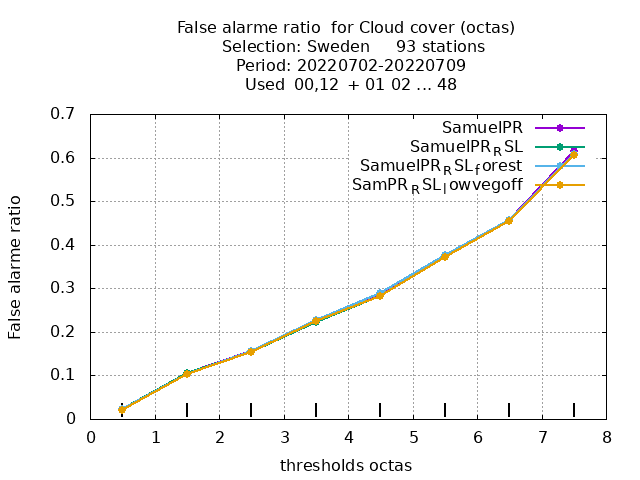 False alarme ratio  for Cloud cover (octas)
Selection: Sweden     93 stations
Period: 20220702-20220709
Used  00,12  + 01 02 ... 48
SamuelPR
SamuelPR_RSL
SamuelPR_RSL_forest
SamPR_RSL_lowvegoff
False alarme ratio
0.7
0.6
0.5
0.4
0.3
0.2
0.1
0
0 1 2 3 4 5 6 7 8
thresholds octas